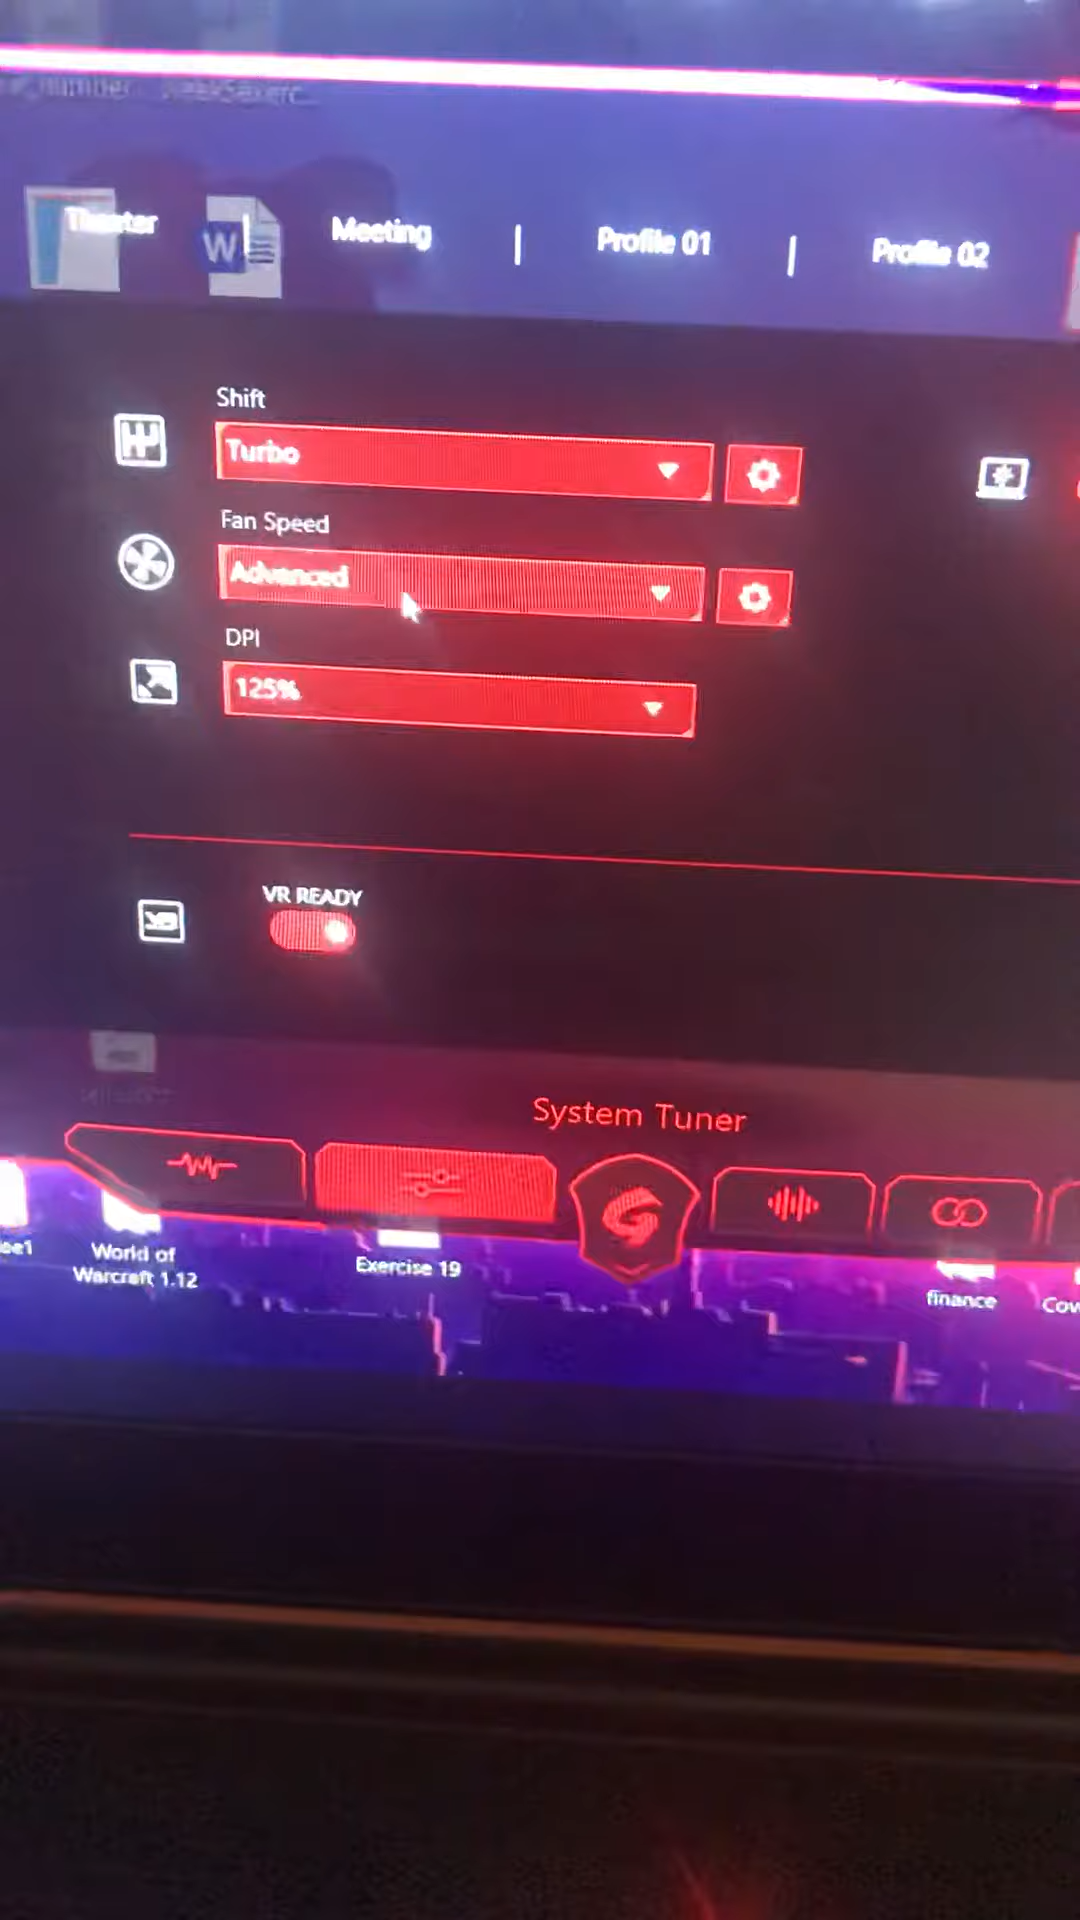 Theater | Meeting | Profile 01 | Profile 02
Shift
Turbo
Fan Speed
Advanced
DPI
125%
VR READY
System Tuner
World of
Warcraft 1.12
Exercise 19
finance